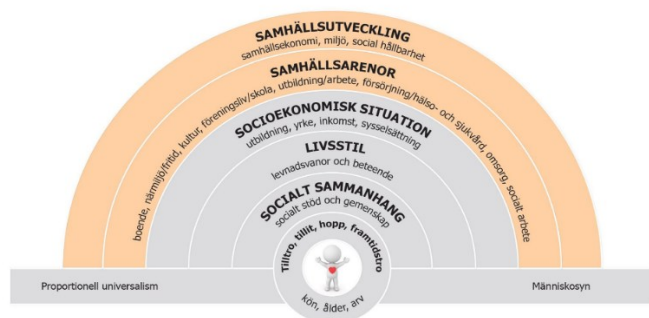 SAMHÄLLSUTVECKLING
samhällsekonomi, miljö, social hållbarhet
SAMHÄLLSARENOR
boende, närmiljö/fritid, kultur, föreningsliv/skola, utbildning/arbete, försörjning/hälso- och sjukvård, omsorg, socialt arbete
SOCIOEKONOMISK SITUATION
utbildning, yrke, inkomst, sysselsättning
LIVSSTIL
levnadsvanor och beteende
SOCIALT SAMMANHANG
socialt stöd och gemenskap
Tilltro, tillit, hopp, framtidstro
kön, ålder, arv
Proportionell universalism
Människosyn